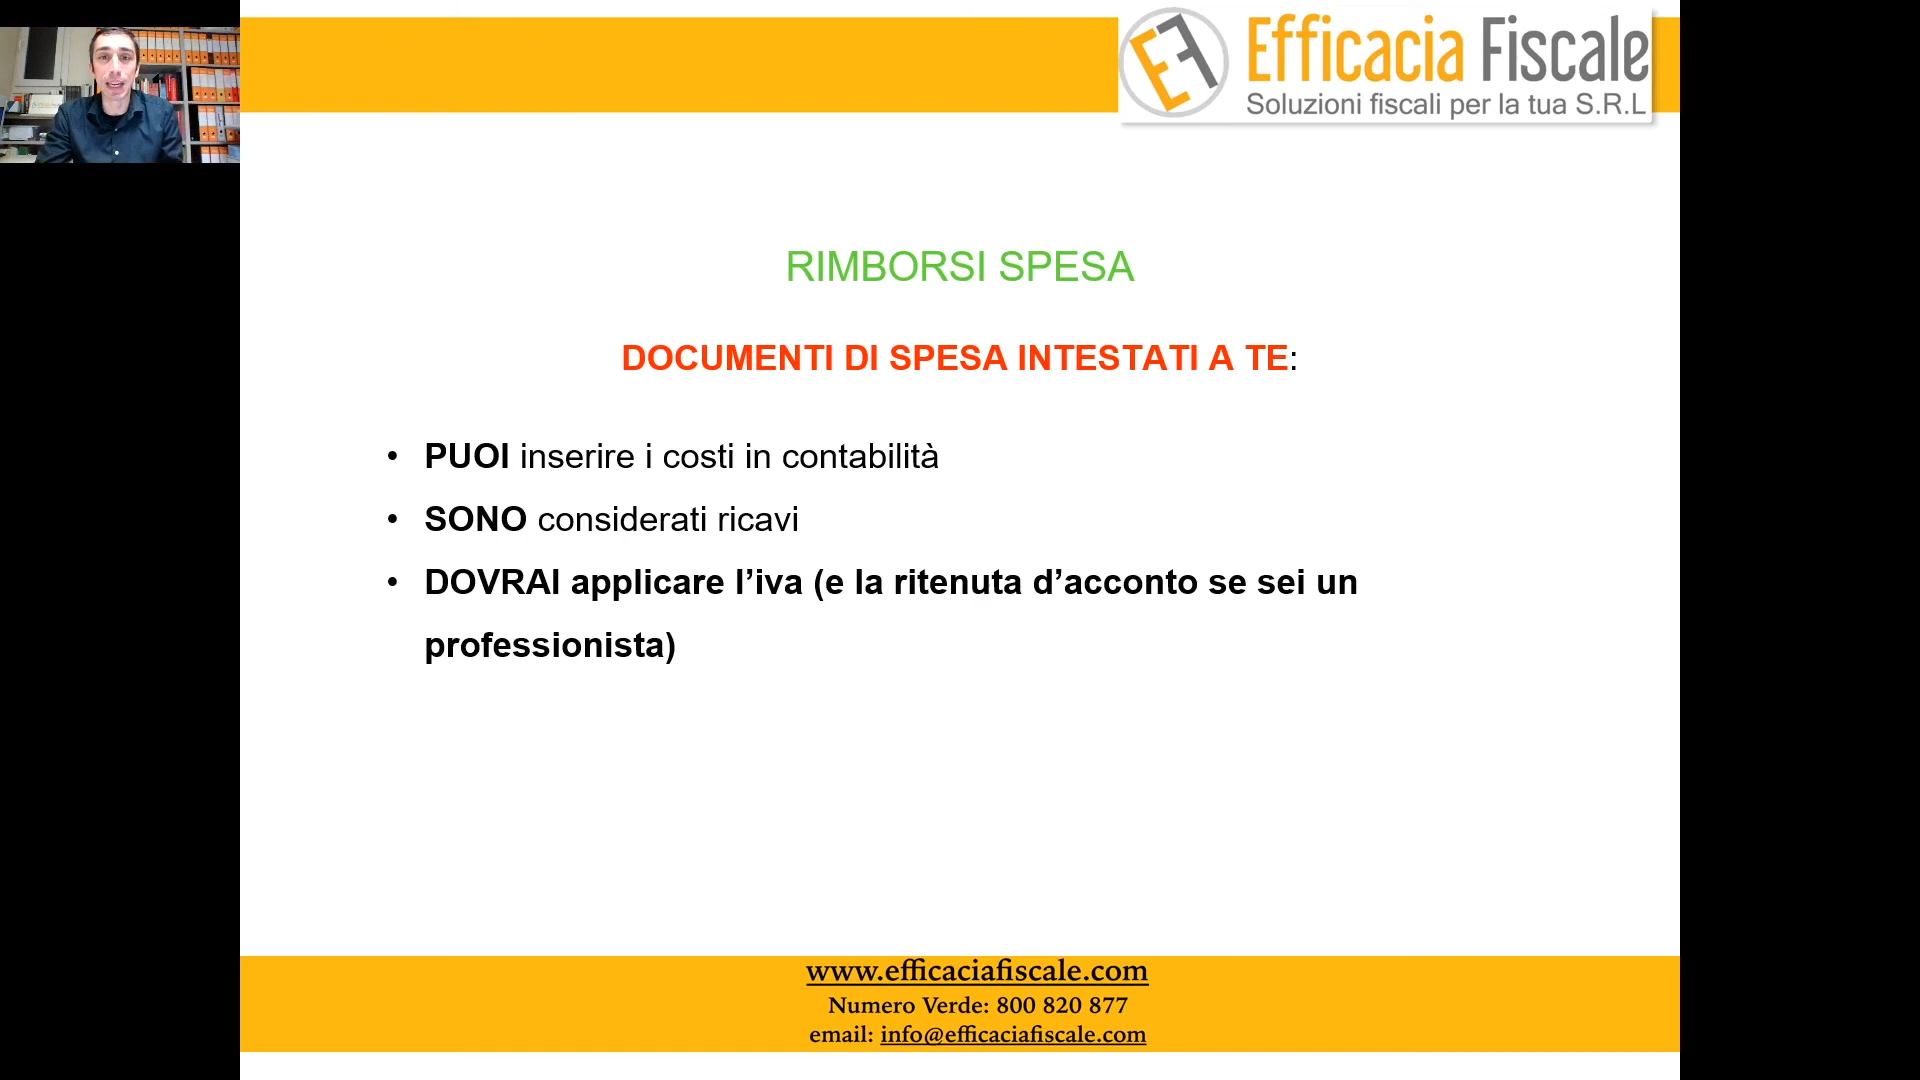 Efficacia Fiscale
Soluzioni fiscali per la tua S.R.L
RIMBORSI SPESA
DOCUMENTI DI SPESA INTESTATI A TE:
• PUOI inserire i costi in contabilità
• SONO considerati ricavi
• DOVRAI applicare l’iva (e la ritenuta d’acconto se sei un
professionista)
www.efficaciafiscale.com
Numero Verde: 800 820 877
email: info@efficaciafiscale.com